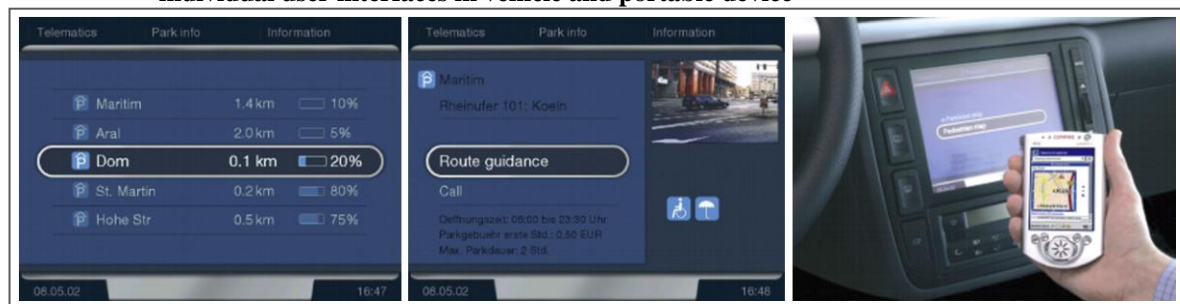 individual user interfaces in vehicle and portable device
Telematics Park info Information
Maritim 1.4 km 10%
Aral 2.0 km 5%
Dom 0.1 km 20%
St. Martin 0.2 km 80%
Hohe Str 0.5 km 75%
08.05.02 16:47
Telematics Park info Information
Maritim
Rheinufer 101; Koeln
Route guidance
Call
Oeffnungazeit: 06:00 bis 23:30 Uhr
Parkgebuehr erste Std.: 0,50 EUR
Max. Parkdauer: 2 Std.
08.05.02 16:48
Pedestrian map
COMPAQ